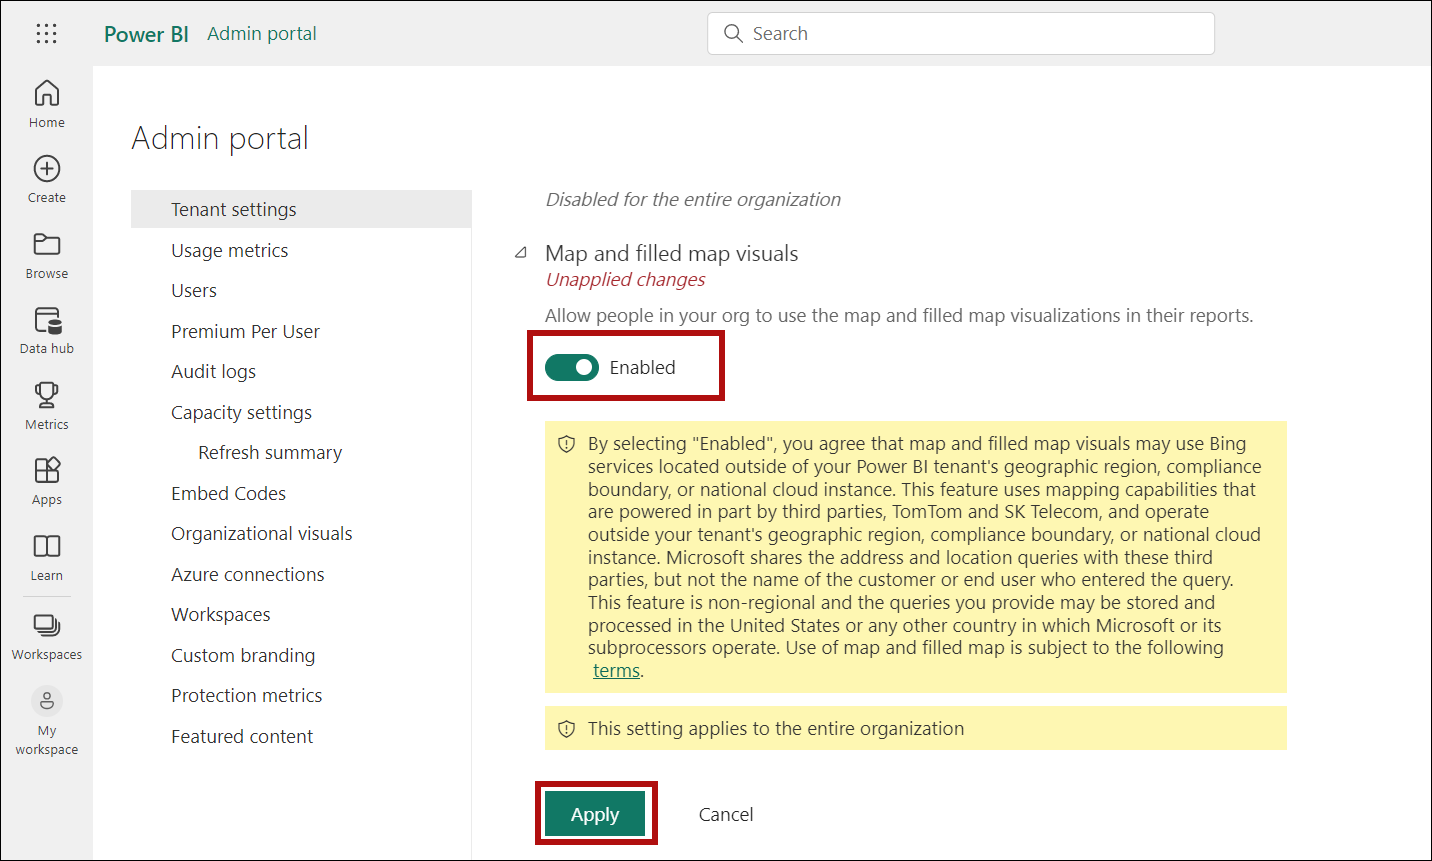 Power BI Admin portal
Search
Home
Create
Browse
Data hub
Metrics
Apps
Learn
Workspaces
My
workspace
Admin portal
Tenant settings
Usage metrics
Users
Premium Per User
Audit logs
Capacity settings
Refresh summary
Embed Codes
Organizational visuals
Azure connections
Workspaces
Custom branding
Protection metrics
Featured content
Disabled for the entire organization
Map and filled map visuals
Unapplied changes
Allow people in your org to use the map and filled map visualizations in their reports.
Enabled
By selecting "Enabled", you agree that map and filled map visuals may use Bing
services located outside of your Power BI tenant's geographic region, compliance
boundary, or national cloud instance. This feature uses mapping capabilities that
are powered in part by third parties, TomTom and SK Telecom, and operate
outside your tenant's geographic region, compliance boundary, or national cloud
instance. Microsoft shares the address and location queries with these third
parties, but not the name of the customer or end user who entered the query.
This feature is non-regional and the queries you provide may be stored and
processed in the United States or any other country in which Microsoft or its
subprocessors operate. Use of map and filled map is subject to the following
terms.
This setting applies to the entire organization
Apply Cancel